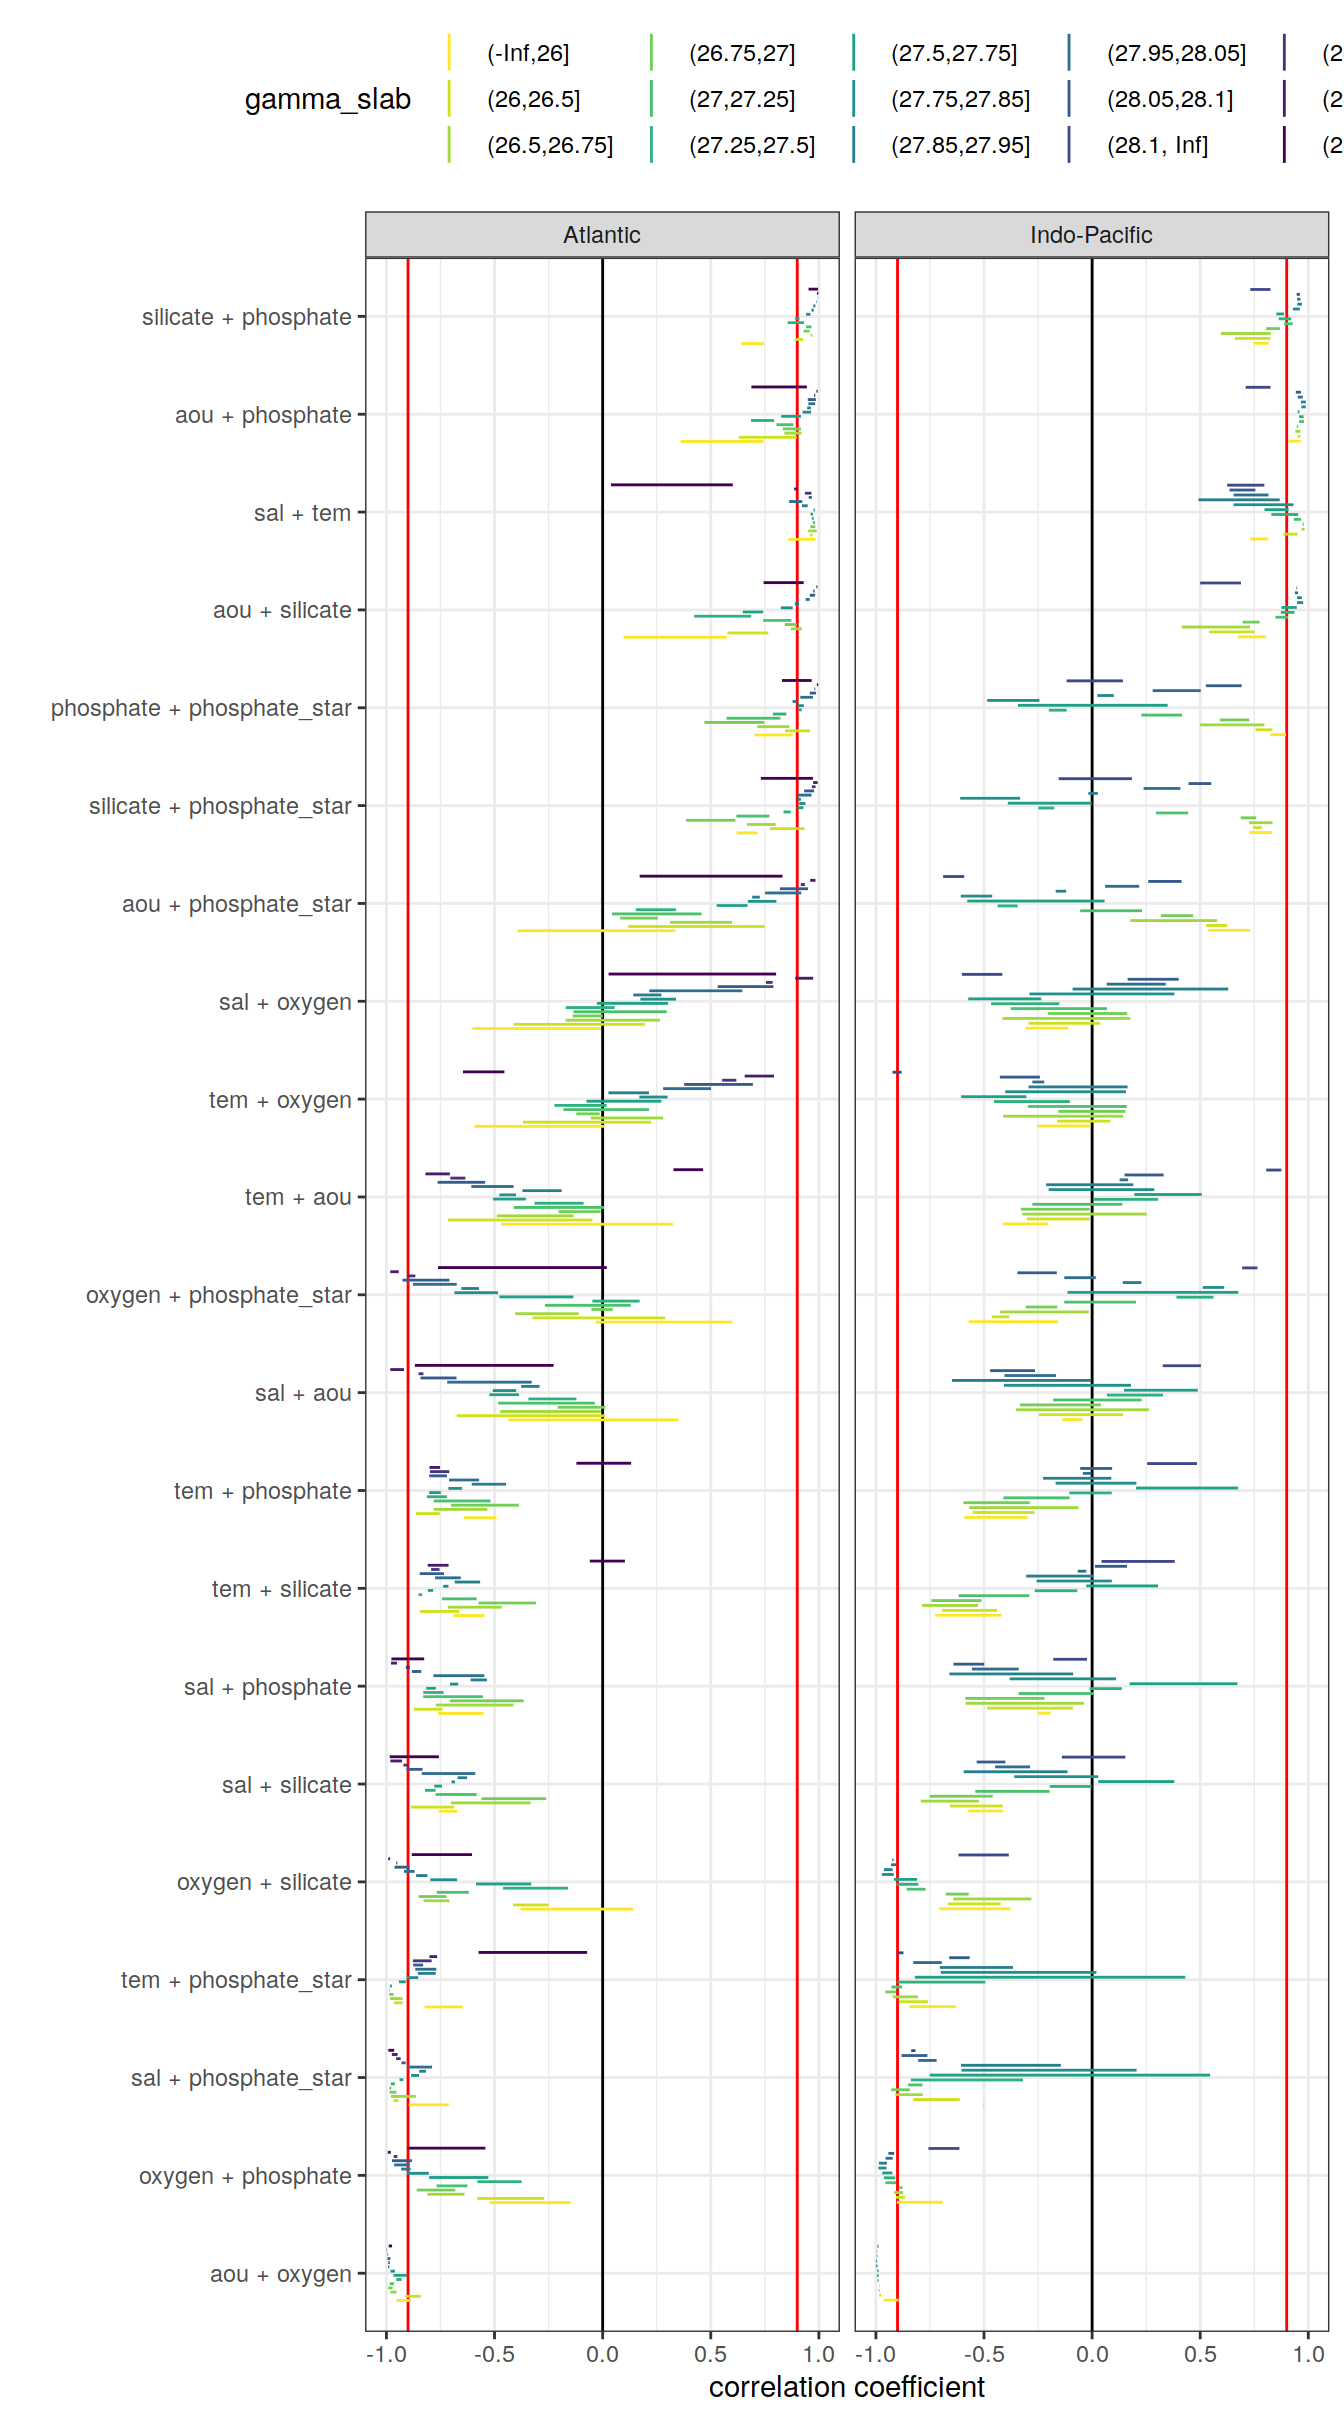 (-Inf,26] (26.75,27] (27.5,27.75] (27.95,28.05] (2
gamma_slab (26,26.5] (27,27.25] (27.75,27.85] (28.05,28.1] (2
(26.5,26.75] (27.25,27.5] (27.85,27.95] (28.1, Inf] (2
Atlantic Indo-Pacific
silicate + phosphate
aou + phosphate
sal + tem
aou + silicate
phosphate + phosphate_star
silicate + phosphate_star
aou + phosphate_star
sal + oxygen
tem + oxygen
tem + aou
oxygen + phosphate_star
sal + aou
tem + phosphate
tem + silicate
sal + phosphate
sal + silicate
oxygen + silicate
tem + phosphate_star
sal + phosphate_star
oxygen + phosphate
aou + oxygen
-1.0 -0.5 0.0 0.5 1.0 -1.0 -0.5 0.0 0.5 1.0
correlation coefficient